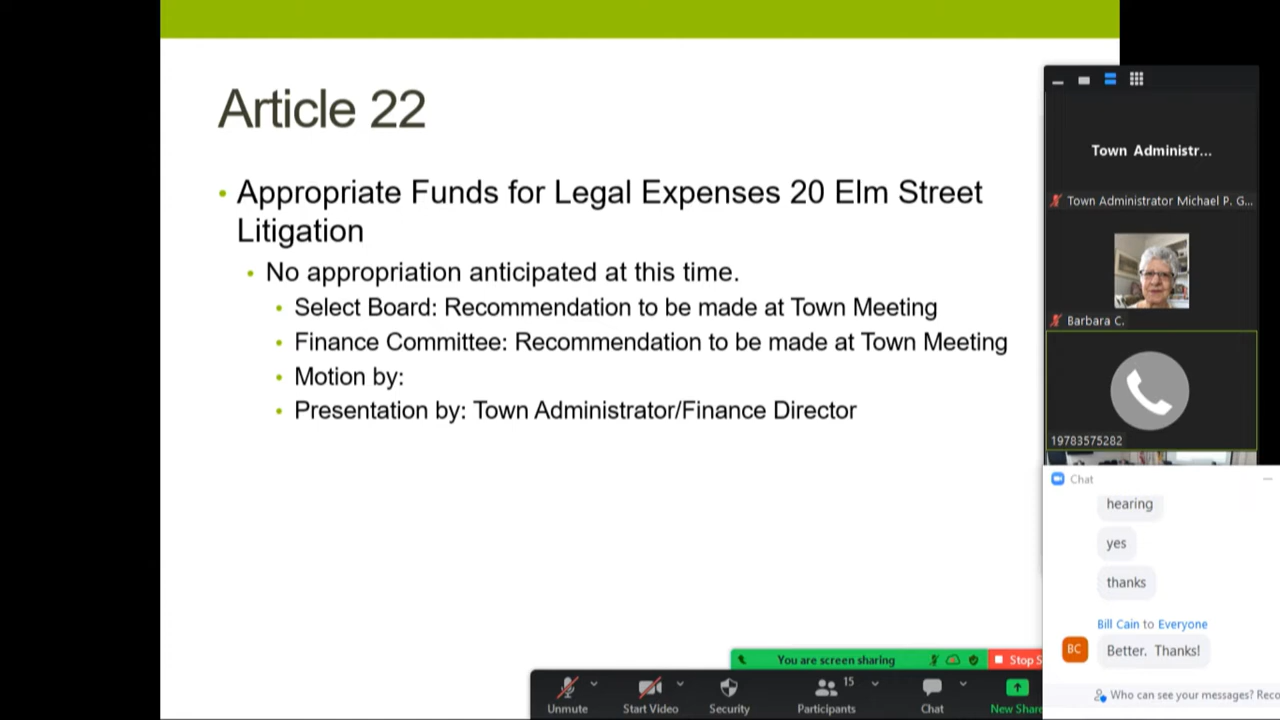 Article 22
• Appropriate Funds for Legal Expenses 20 Elm Street
Litigation
• No appropriation anticipated at this time.
• Select Board: Recommendation to be made at Town Meeting
• Finance Committee: Recommendation to be made at Town Meeting
• Motion by:
• Presentation by: Town Administrator/Finance Director
Town Administr...
Town Administrator Michael P. G...
Barbara C.
19783575282
Chat
hearing
yes
thanks
Bill Cain to Everyone
BC
Better. Thanks!
Who can see your messages? Reco
You are screen sharing
Stop S
Unmute
Start Video
Security
15
Participants
Chat
New Share